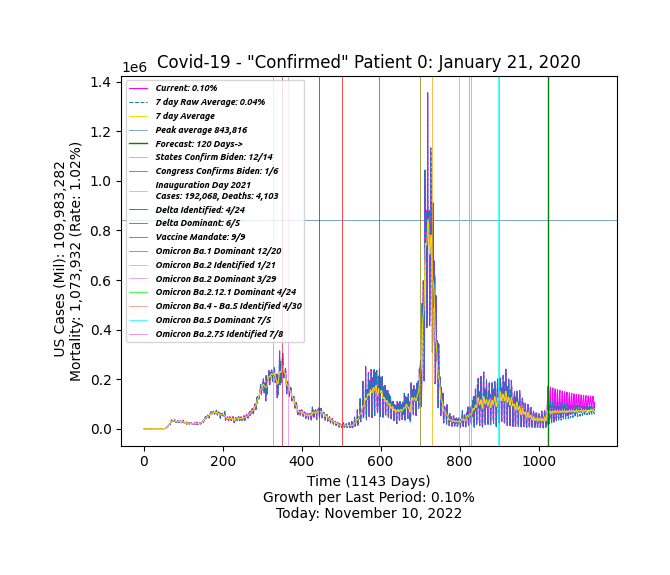 Covid-19 - "Confirmed" Patient 0: January 21, 2020
1e6
1.4
1.2
1.0
0.8
0.6
0.4
0.2
0.0
US Cases (Mil): 109,983,282
Mortality: 1,073,932 (Rate: 1.02%)
Current: 0.10%
7 day Raw Average: 0.04%
7 day Average
Peak average 843,816
Forecast: 120 Days->
States Confirm Biden: 12/14
Congress Confirms Biden: 1/6
Inauguration Day 2021
Cases: 192,068, Deaths: 4,103
Delta Identified: 4/24
Delta Dominant: 6/5
Vaccine Mandate: 9/9
Omicron Ba.1 Dominant 12/20
Omicron Ba.2 Identified 1/21
Omicron Ba.2 Dominant 3/29
Omicron Ba.2.12.1 Dominant 4/24
Omicron Ba.4 - Ba.5 Identified 4/30
Omicron Ba.5 Dominant 7/5
Omicron Ba.2.75 Identified 7/8
0 200 400 600 800 1000
Time (1143 Days)
Growth per Last Period: 0.10%
Today: November 10, 2022